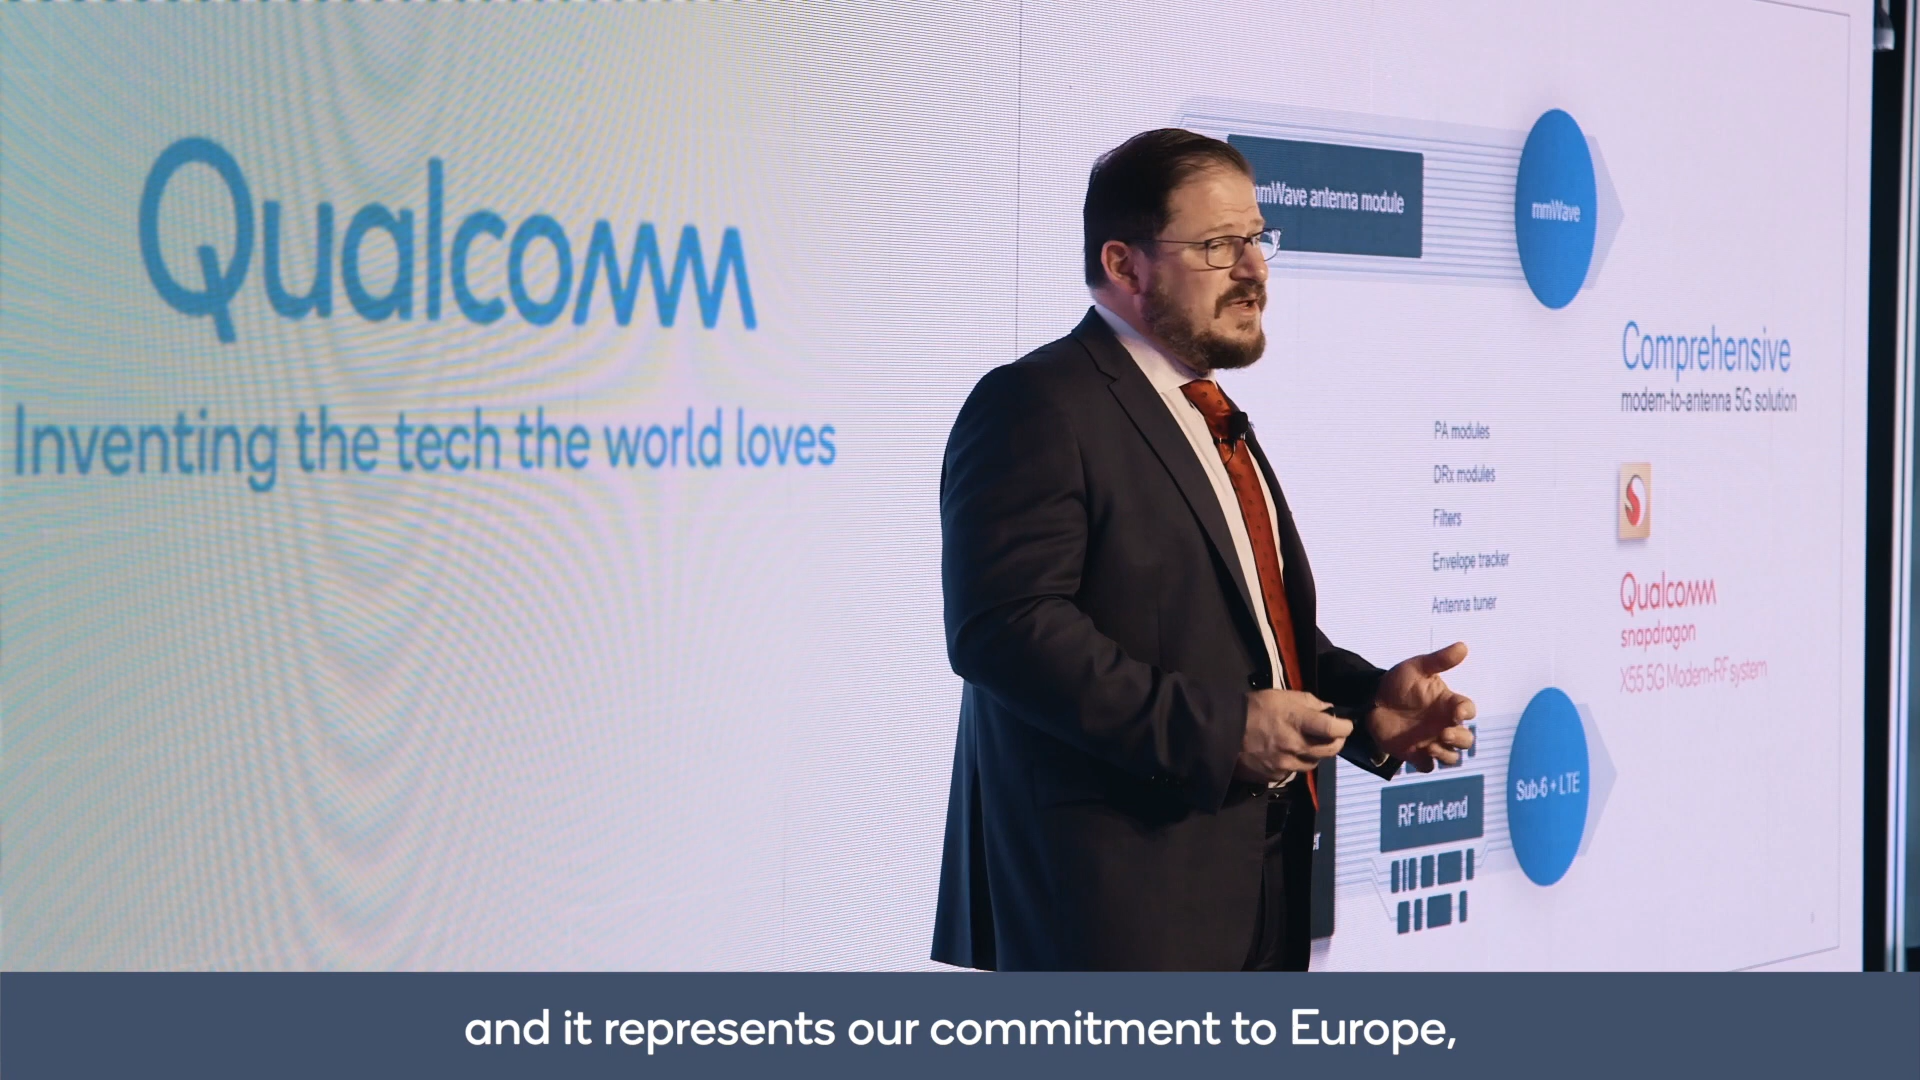 Qualcomm
Inventing the tech the world loves
mmWave antenna module
mmWave
Comprehensive
modem-to-antenna 5G solution
PA modules
DRx modules
Filters
Envelope tracker
Antenna tuner
Qualcomm
snapdragon
X55 5G Modem-RF system
RF front-end
Sub-6 + LTE
and it represents our commitment to Europe,